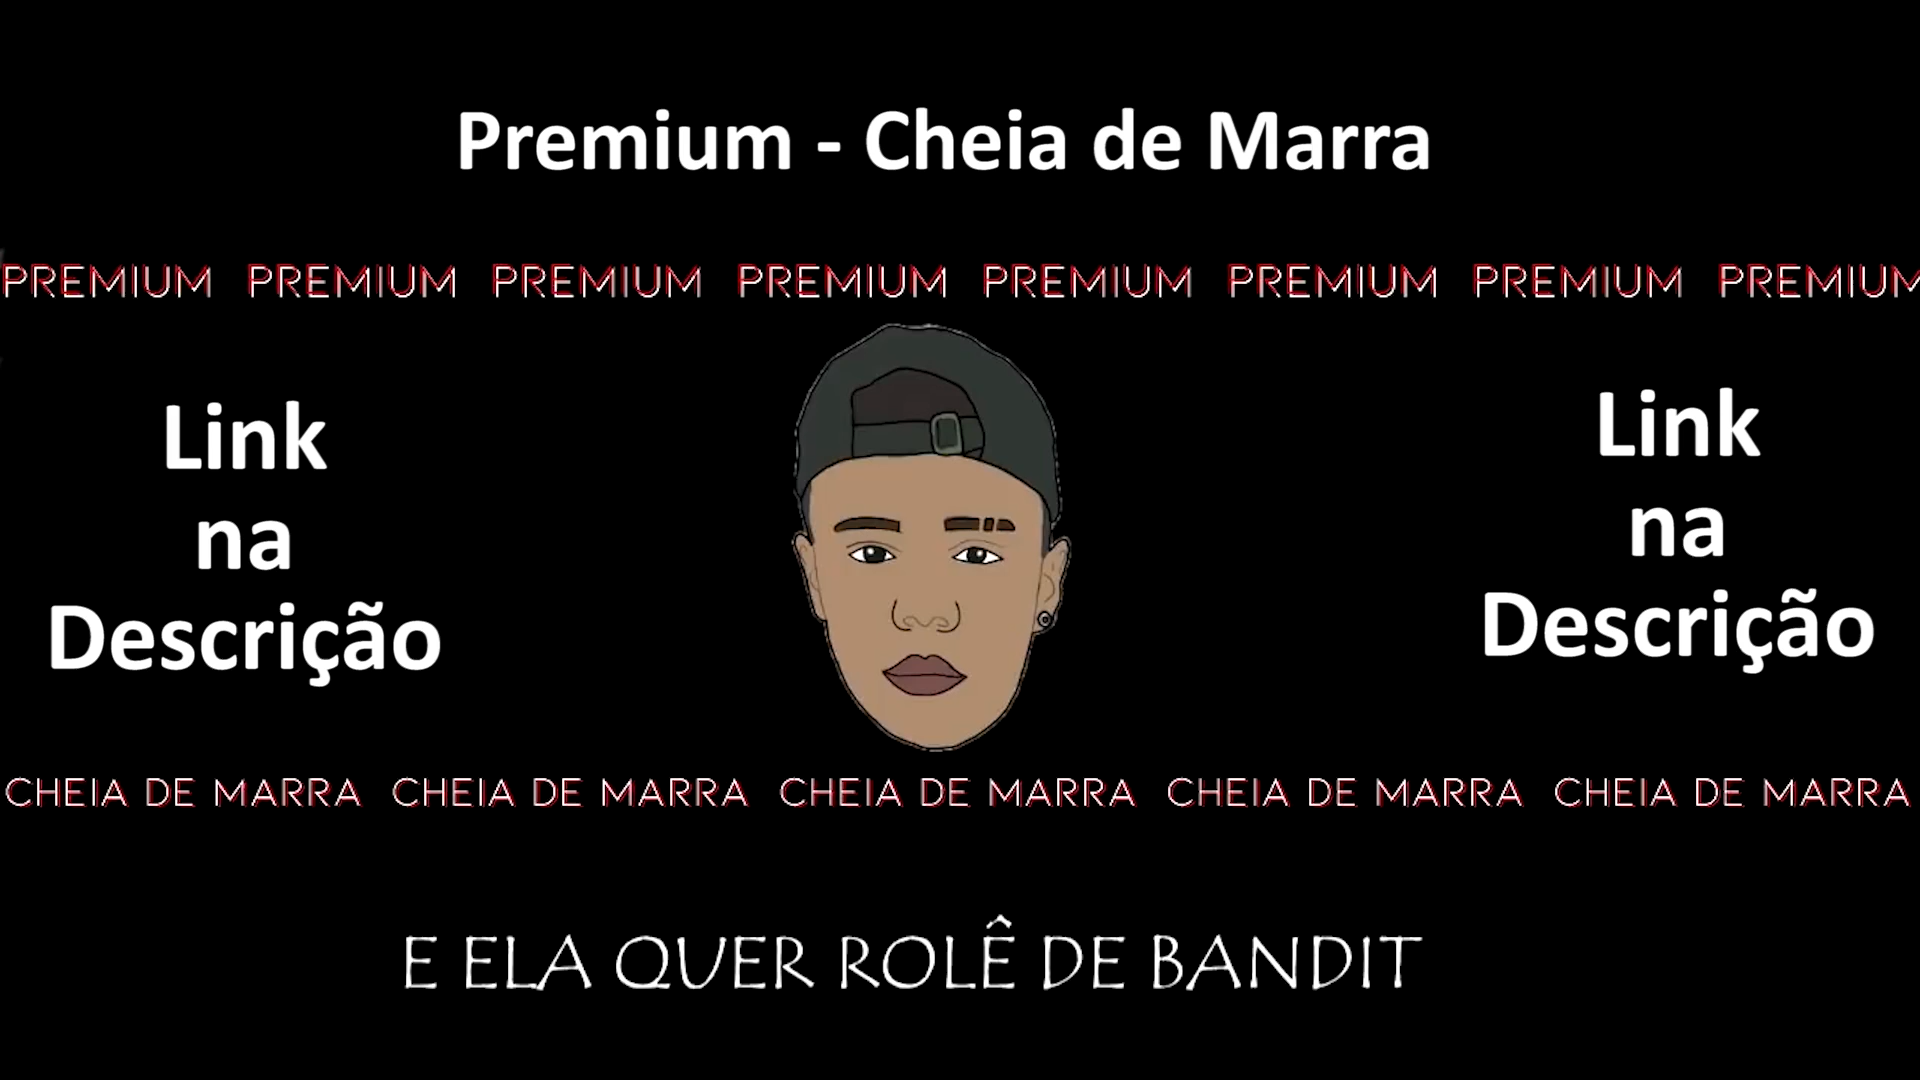 Premium - Cheia de Marra
PREMIUM PREMIUM PREMIUM PREMIUM PREMIUM PREMIUM PREMIUM PREMIUM
Link
na
Descrição
Link
na
Descrição
CHEIA DE MARRA CHEIA DE MARRA CHEIA DE MARRA CHEIA DE MARRA CHEIA DE MARRA
E ELA QUER ROLÊ DE BANDIT